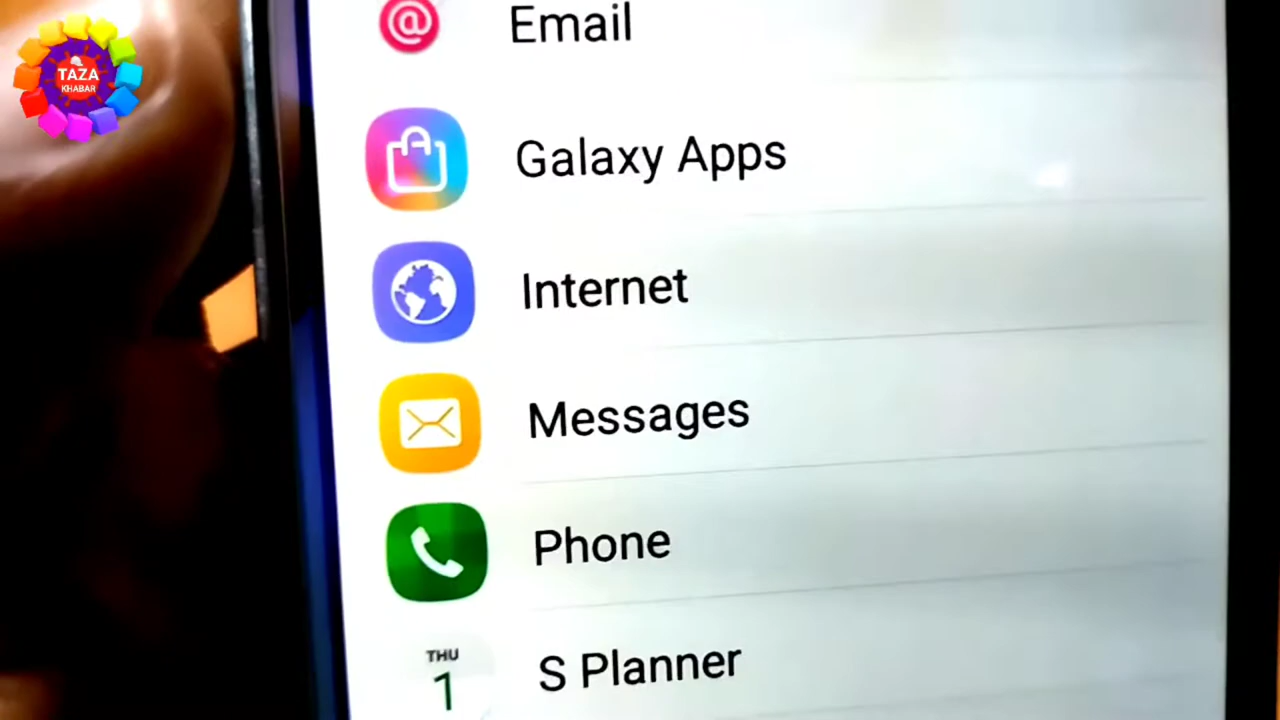 TAZA
KHABAR
@
Email
Galaxy Apps
Internet
Messages
Phone
THU
1
S Planner